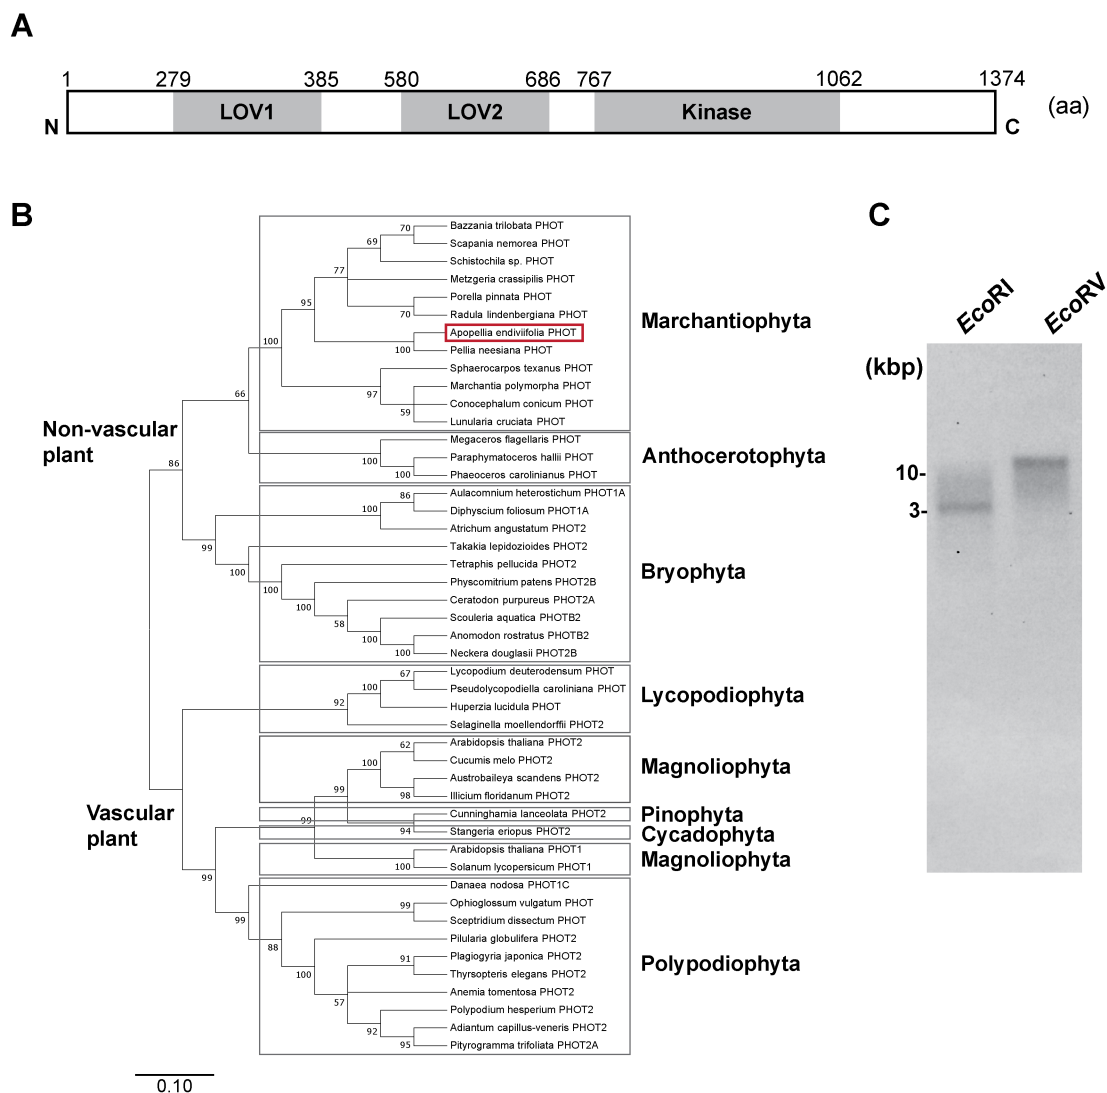 A
1 279 385 580 686 767 1062 1374
LOV1 LOV2 Kinase
(aa)
N C
B
Bazzania trilobata PHOT
70
Scapania nemorea PHOT
69
Schistochila sp. PHOT
77
Metzgeria crassipilis PHOT
95
Porella pinnata PHOT
70
Radula lindenbergiana PHOT
Apopellia endiviifolia PHOT
100
Pellia neesiana PHOT
100
Sphaerocarpos texanus PHOT
97
Marchantia polymorpha PHOT
Conocephalum conicum PHOT
59
Lunularia cruciata PHOT
Marchantiophyta
66
Megaceros flagellaris PHOT
100
Paraphymatoceros hallii PHOT
100
Phaeoceros carolinianus PHOT
Anthocerotophyta
Non-vascular
plant
86
Aulacomnium heterostichum PHOT1A
86
Diphyscium foliosum PHOT1A
100
Atrichum angustatum PHOT2
99
Takakia lepidozioides PHOT2
100
Tetraphis pellucida PHOT2
100
Physcomitrium patens PHOT2B
100
Ceratodon purpureus PHOT2A
58
Scouleria aquatica PHOTB2
100
Anomodon rostratus PHOTB2
100
Neckera douglasii PHOT2B
Bryophyta
Lycopodium deuterodensum PHOT
67
Pseudolycopodiella caroliniana PHOT
100
Huperzia lucidula PHOT
92
Selaginella moellendorffii PHOT2
Lycopodiophyta
Arabidopsis thaliana PHOT2
62
Cucumis melo PHOT2
100
Austrobaileya scandens PHOT2
98
Illicium floridanum PHOT2
99
Magnoliophyta
Vascular
plant
Cunninghamia lanceolata PHOT2
Pinophyta
99
94
Stangeria eriopus PHOT2
Cycadophyta
Arabidopsis thaliana PHOT1
100
Solanum lycopersicum PHOT1
Magnoliophyta
99
Danaea nodosa PHOT1C
99
Ophioglossum vulgatum PHOT
99
Sceptridium dissectum PHOT
88
Pilularia globulifera PHOT2
100
Plagiogyria japonica PHOT2
91
Thyrsopteris elegans PHOT2
Anemia tomentosa PHOT2
57
Polypodium hesperium PHOT2
92
Adiantum capillus-veneris PHOT2
95
Pityrogramma trifoliata PHOT2A
Polypodiophyta
0.10
C
EcoRI EcoRV
(kbp)
10-
3-